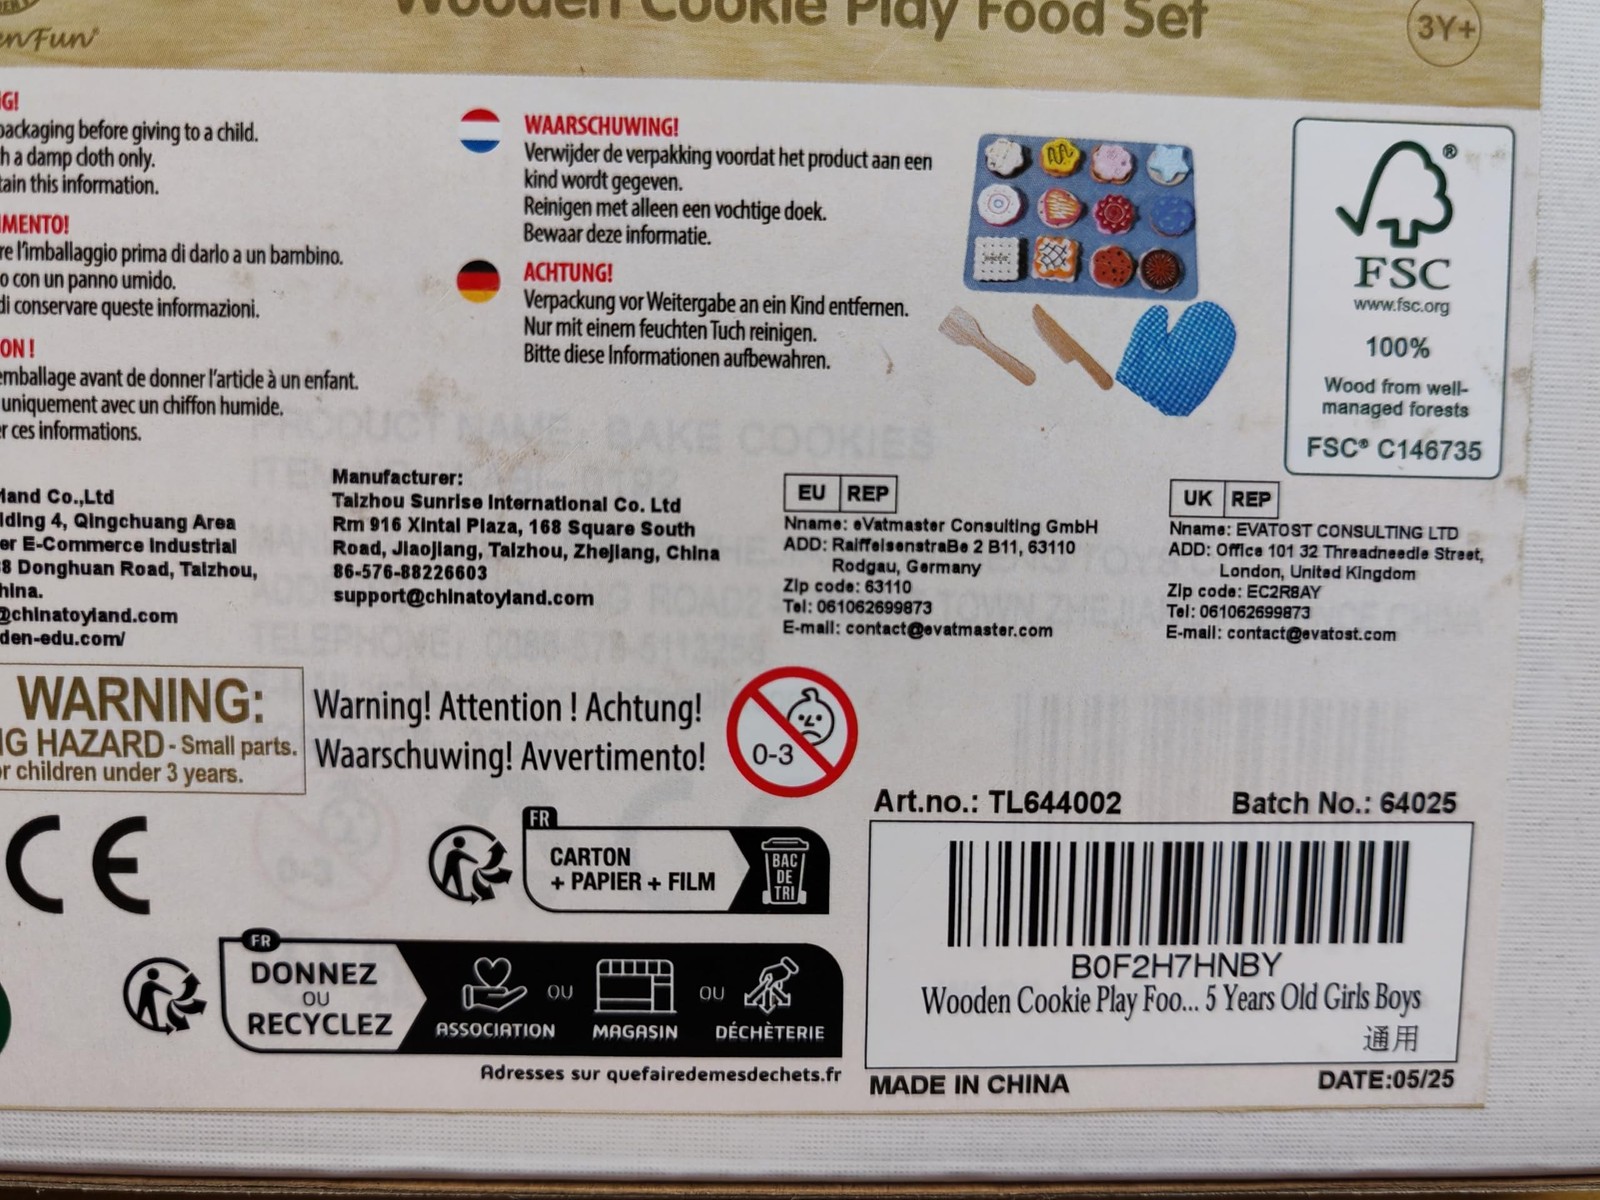 Wooden Cookie Play Food Set
3Y+
enFun®
G!
packaging before giving to a child.
h a damp cloth only.
tain this information.
IMENTO!
re l'imballaggio prima di darlo a un bambino.
o con un panno umido.
di conservare queste informazioni.
ON !
emballage avant de donner l'article à un enfant.
uniquement avec un chiffon humide.
er ces informations.
WAARSCHUWING!
Verwijder de verpakking voordat het product aan een
kind wordt gegeven.
Reinigen met alleen een vochtige doek.
Bewaar deze informatie.
ACHTUNG!
Verpackung vor Weitergabe an ein Kind entfernen.
Nur mit einem feuchten Tuch reinigen.
Bitte diese Informationen aufbewahren.
®
FSC
www.fsc.org
100%
Wood from well-
managed forests
FSC® C146735
PRODUCT NAME: BAKE COOKIES
land Co.,Ltd
lding 4, Qingchuang Area
er E-Commerce Industrial
8 Donghuan Road, Taizhou,
hina.
@chinatoyland.com
den-edu.com/
Manufacturer:
Taizhou Sunrise International Co. Ltd
Rm 916 Xintai Plaza, 168 Square South
Road, Jiaojiang, Taizhou, Zhejiang, China
86-576-88226603
support@chinatoyland.com
EU REP
Nname: eVatmaster Consulting GmbH
ADD: RaiffeisenstraBe 2 B11, 63110
Rodgau, Germany
Zip code: 63110
Tel: 061062699873
E-mail: contact@evatmaster.com
UK REP
Nname: EVATOST CONSULTING LTD
ADD: Office 101 32 Threadneedle Street,
London, United Kingdom
Zip code: EC2R8AY
Tel: 061062699873
E-mail: contact@evatost.com
WARNING:
G HAZARD - Small parts.
r children under 3 years.
Warning! Attention ! Achtung!
Waarschuwing! Avvertimento!
0-3
CE
FR
CARTON
+ PAPIER + FILM
BAC
DE
TRI
FR
DONNEZ
OU
RECYCLEZ
ASSOCIATION OU MAGASIN OU DÉCHÈTERIE
Adresses sur quefairedemesdechets.fr
Art.no.: TL644002 Batch No.: 64025
B0F2H7HNBY
Wooden Cookie Play Foo... 5 Years Old Girls Boys
通用
MADE IN CHINA DATE:05/25